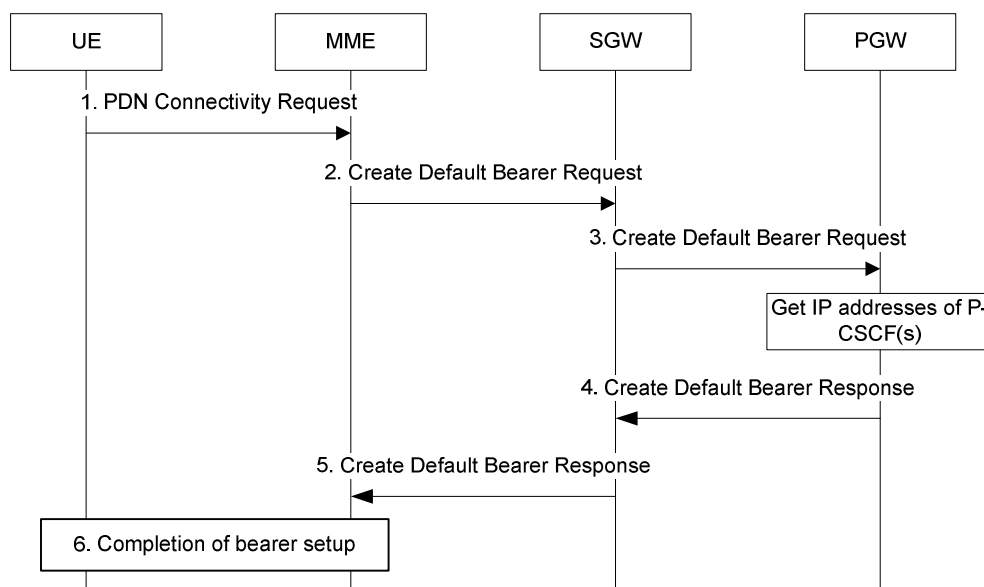 UE
MME
SGW
PGW
1. PDN Connectivity Request
2. Create Default Bearer Request
3. Create Default Bearer Request
Get IP addresses of P-
CSCF(s)
4. Create Default Bearer Response
5. Create Default Bearer Response
6. Completion of bearer setup